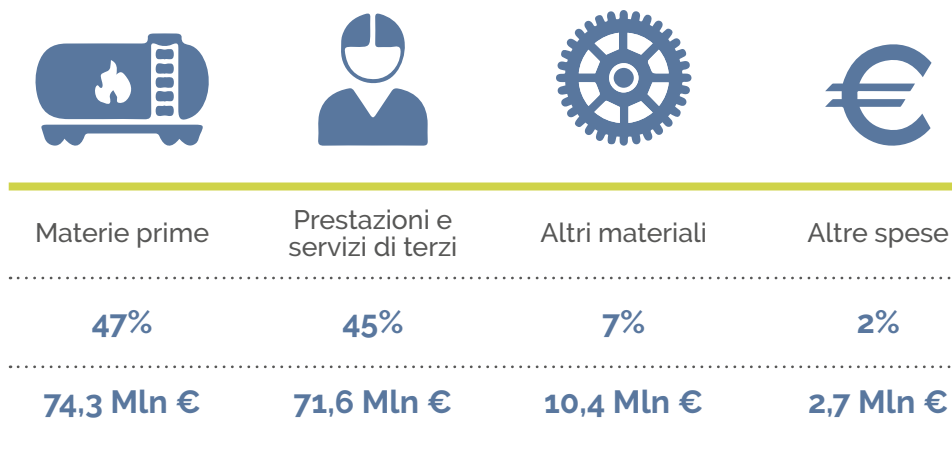 Materie prime
Prestazioni e
servizi di terzi
Altri materiali
Altre spese
47%
45%
7%
2%
74,3 Mln €
71,6 Mln €
10,4 Mln €
2,7 Mln €